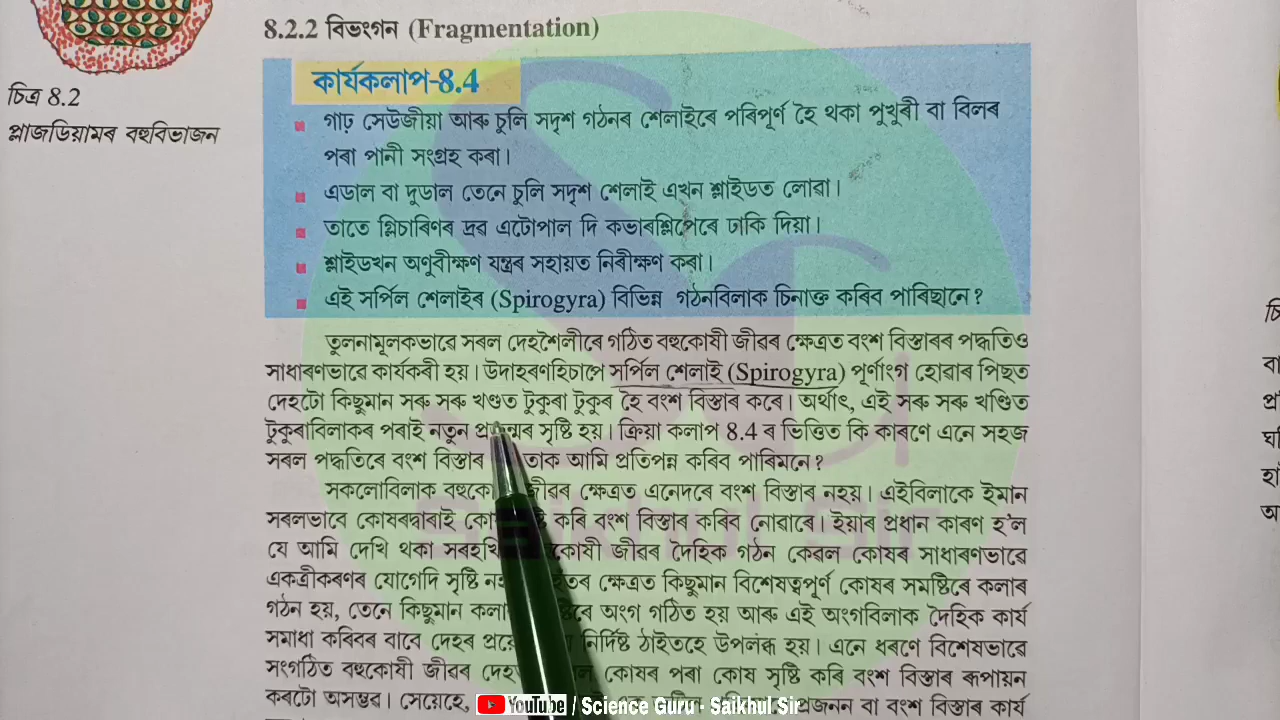 8.2.2 বিভংগন (Fragmentation)
কাৰ্যকলাপ-8.4
গাঢ় সেউজীয়া আৰু চুলি সদৃশ গঠনৰ শেলাইৰে পৰিপূৰ্ণ হৈ থকা পুখুৰী বা বিলৰ
পৰা পানী সংগ্ৰহ কৰা।
এডাল বা দুডাল তেনে চুলি সদৃশ শেলাই এখন শ্লাইডত লোৱা।
তাতে গ্লিচাৰিণৰ দ্ৰৱ এটোপাল দি কভাৰশ্লিপেৰে ঢাকি দিয়া।
শ্লাইডখন অণুবীক্ষণ যন্ত্ৰৰ সহায়ত নিৰীক্ষণ কৰা।
এই সৰ্পিল শেলাইৰ (Spirogyra) বিভিন্ন গঠনবিলাক চিনাক্ত কৰিব পাৰিছানে?
চিত্ৰ 8.2
প্লাজডিয়ামৰ বহুবিভাজন
তুলনামূলকভাৱে সৰল দেহশৈলীৰে গঠিত বহুকোষী জীৱৰ ক্ষেত্ৰত বংশ বিস্তাৰৰ পদ্ধতিও
সাধাৰণভাৱে কাৰ্যকৰী হয়। উদাহৰণহিচাপে সৰ্পিল শেলাই (Spirogyra) পূৰ্ণাংগ হোৱাৰ পিছত
দেহটো কিছুমান সৰু সৰু খণ্ডত টুকুৰা টুকুৰ হৈ বংশ বিস্তাৰ কৰে। অৰ্থাৎ, এই সৰু সৰু খণ্ডিত
টুকুৰাবিলাকৰ পৰাই নতুন সৃষ্টি হয়। ক্ৰিয়া কলাপ 8.4 ৰ ভিত্তিত কি কাৰণে এনে সহজ
সৰল পদ্ধতিৰে বংশ বিস্তাৰ আমি প্ৰতিপন্ন কৰিব পাৰিমনে?
সকলোবিলাক জীৱৰ ক্ষেত্ৰত এনেদৰে বংশ বিস্তাৰ নহয়। এইবিলাকে ইমান
সৰলভাৱে কোষৰদ্বাৰাই কৰি বংশ বিস্তাৰ কৰিব নোৱাৰে। ইয়াৰ প্ৰধান কাৰণ হ'ল
যে আমি দেখি থকা জীৱৰ দৈহিক গঠন কেৱল কোষৰ সাধাৰণভাৱে
একত্ৰীকৰণৰ যোগেদি সৃষ্টি ক্ষেত্ৰত কিছুমান বিশেষত্বপূৰ্ণ কোষৰ সমষ্টিৰে কলাৰ
গঠন হয়, তেনে কিছুমান অংগ গঠিত হয় আৰু এই অংগবিলাক দৈহিক কাৰ্য
সমাধা কৰিবৰ বাবে দেহৰ নিৰ্দিষ্ট ঠাইতহে উপলব্ধ হয়। এনে ধৰণে বিশেষভাৱে
সংগঠিত বহুকোষী জীৱৰ কোষৰ পৰা কোষ সৃষ্টি কৰি বংশ বিস্তাৰ ৰূপায়ন
কৰটো অসম্ভৱ। সেয়েহে, প্ৰজনন বা বংশ বিস্তাৰ কাৰ্য
YouTube / Science Guru - Saikhul Sir